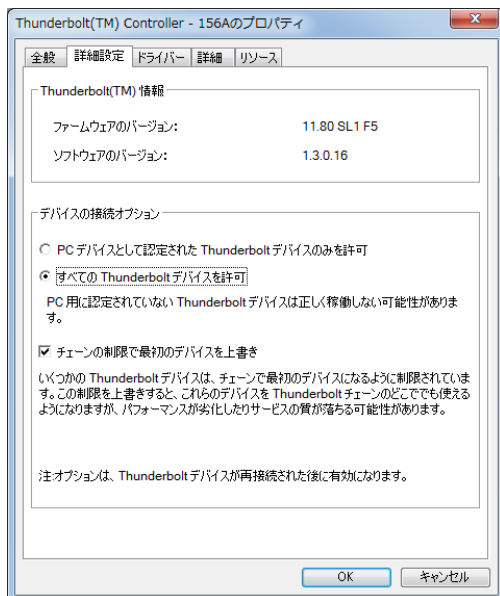 Thunderbolt(TM) Controller - 156Aのプロパティ
全般 詳細設定 ドライバー 詳細 リソース
Thunderbolt(TM) 情報
ファームウェアのバージョン: 11.80 SL1 F5
ソフトウェアのバージョン: 1.3.0.16
デバイスの接続オプション
PC デバイスとして認定された Thunderbolt デバイスのみを許可
すべての Thunderbolt デバイスを許可
PC 用に認定されていない Thunderbolt デバイスは正しく稼働しない可能性がありま
す。
チェーンの制限で最初のデバイスを上書き
いくつかの Thunderbolt デバイスは、チェーンで最初のデバイスになるように制限されていま
す。この制限を上書きすると、これらのデバイスを Thunderbolt チェーンのどこででも使える
ようになりますが、パフォーマンスが劣化したりサービスの質が落ちる可能性があります。
注:オプションは、Thunderbolt デバイスが再接続された後に有効になります。
OK キャンセル